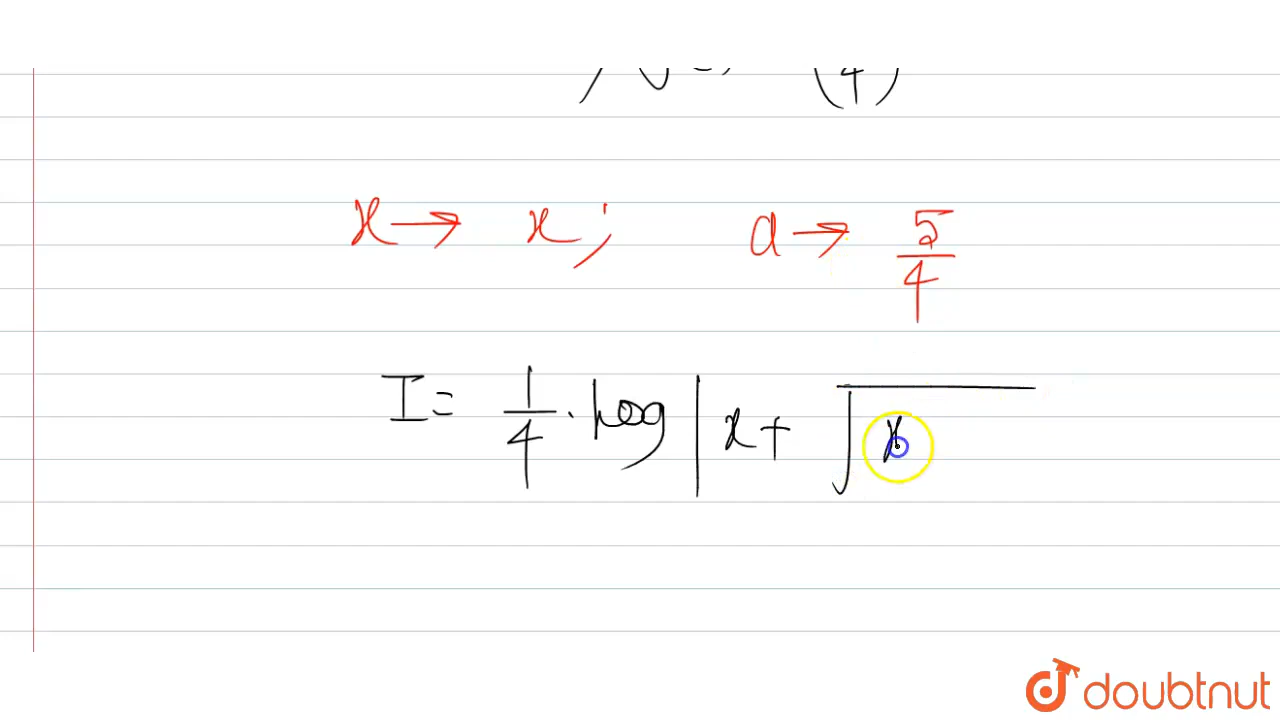 x → x ; a → 5/4
I = 1/4 . log | x + √x
doubtnut